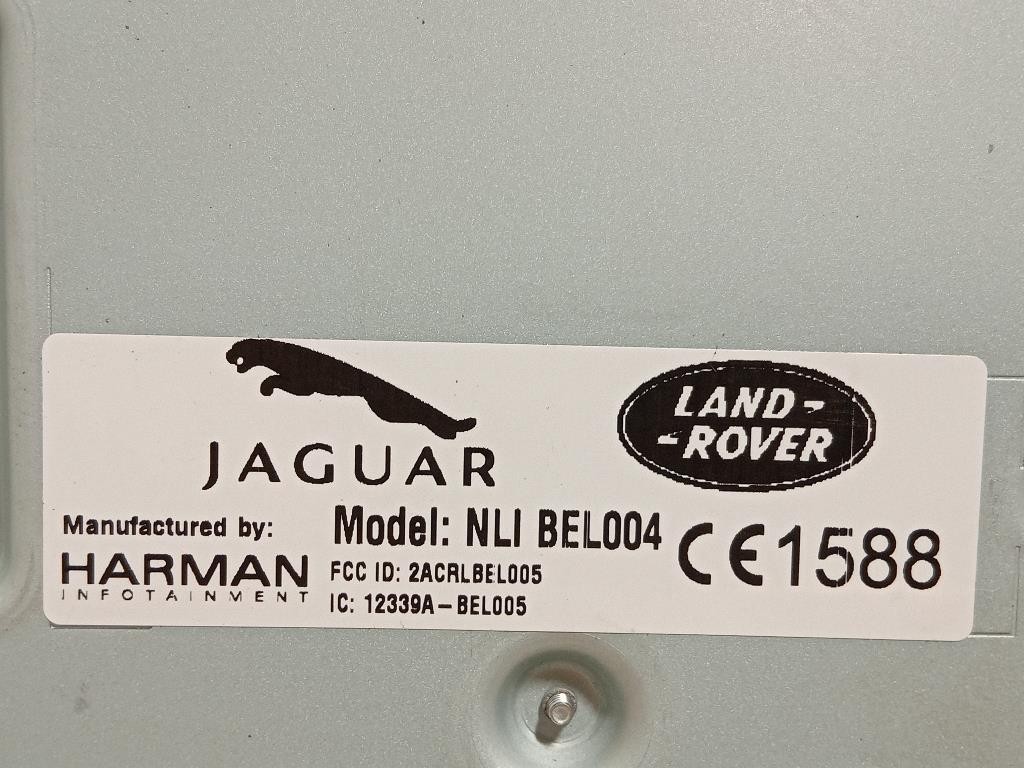 JAGUAR
LAND-
-ROVER
Manufactured by:
HARMAN
INFOTAINMENT
Model: NLI BEL004
FCC ID: 2ACRLBEL005
IC: 12339A-BEL005
CE1588